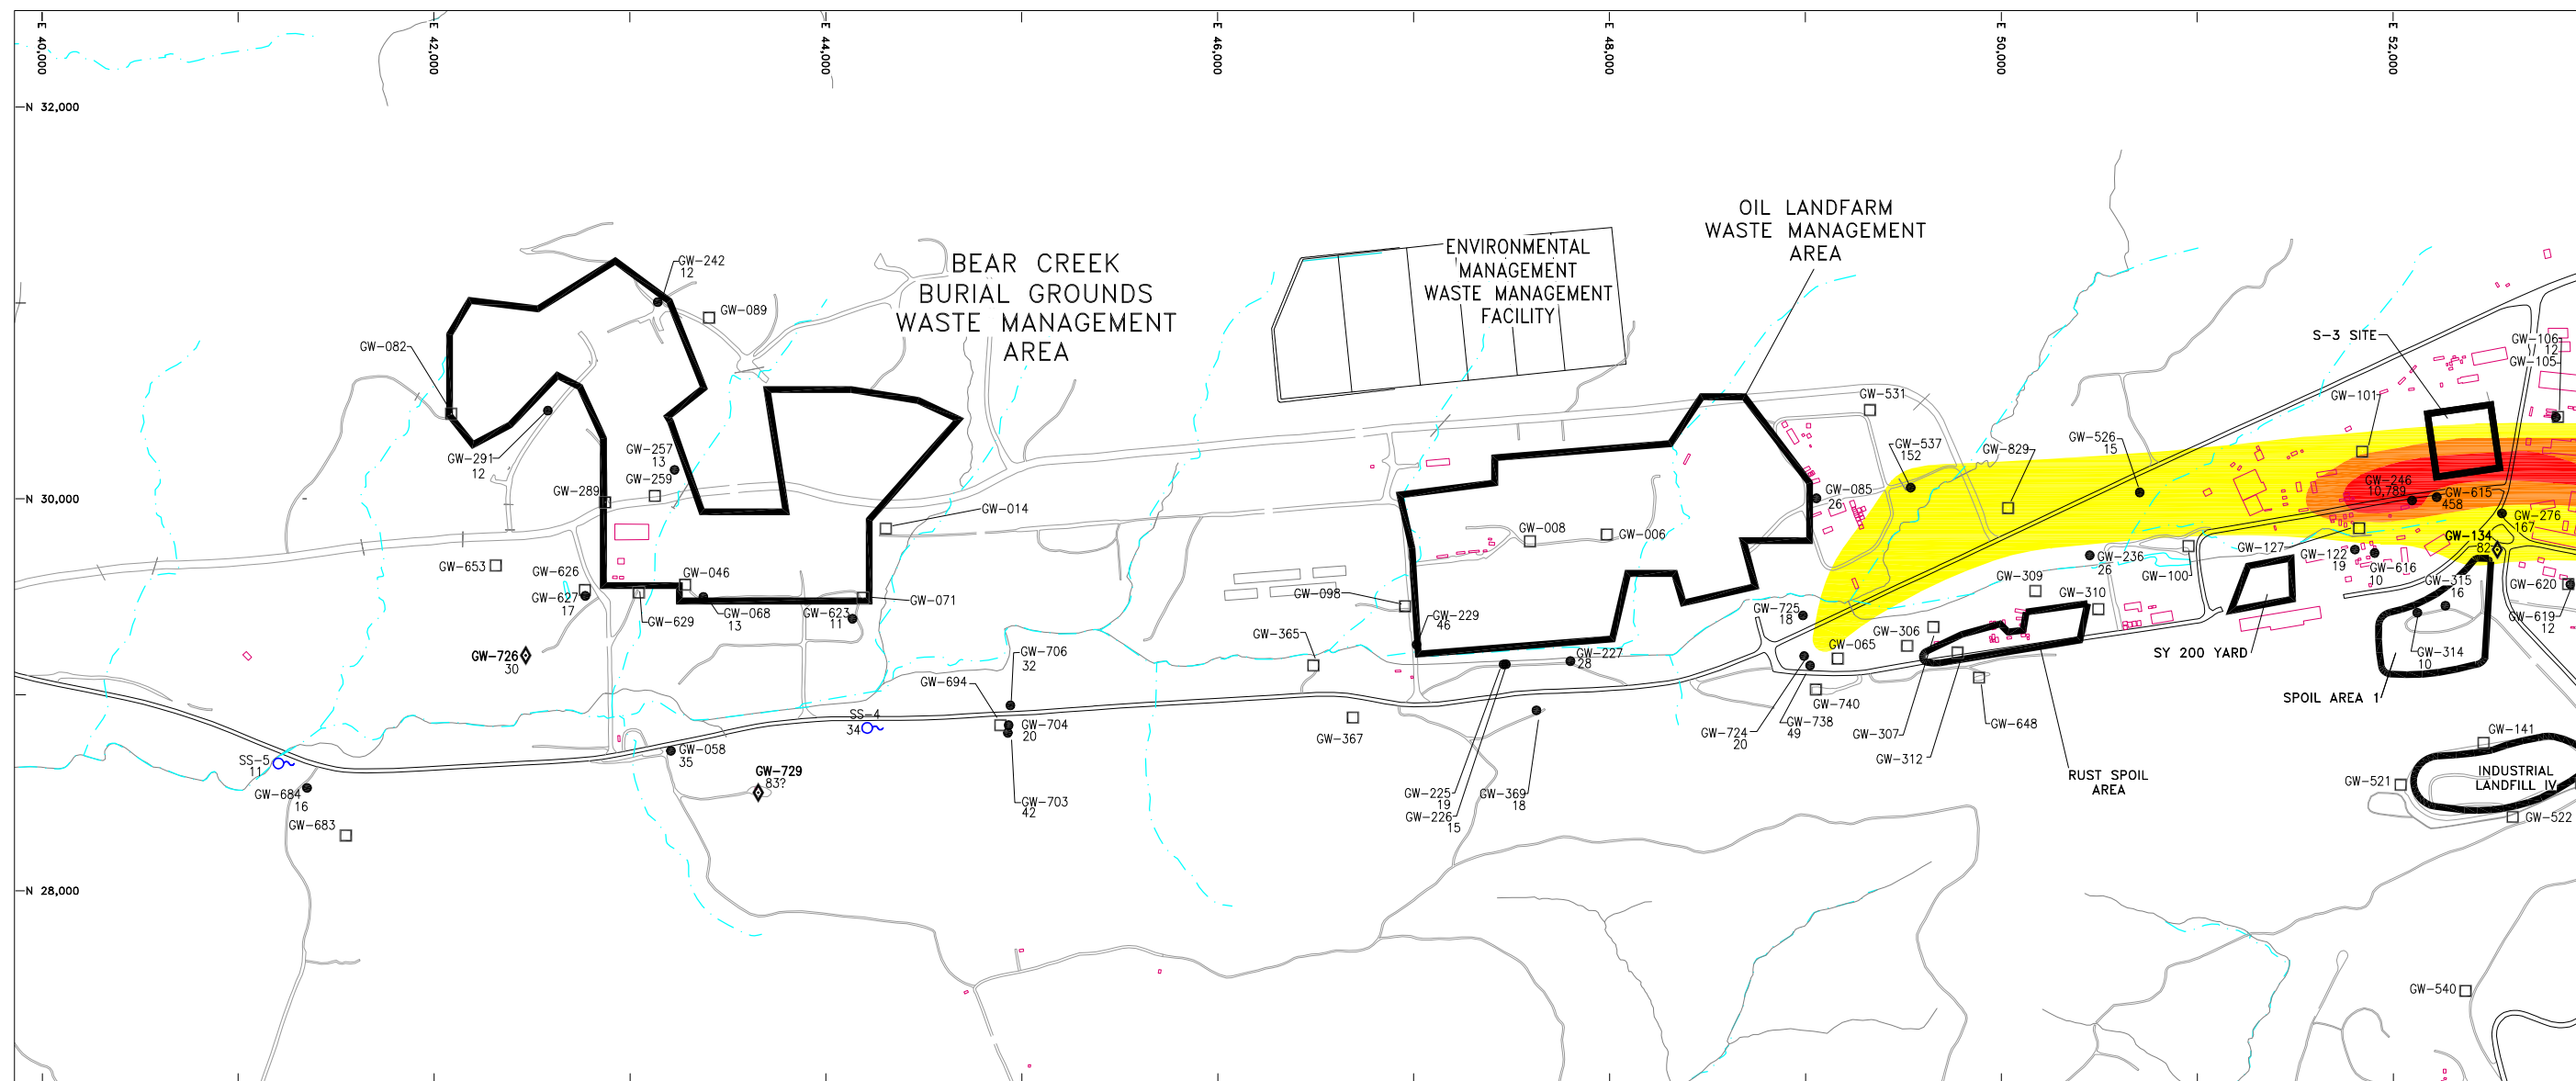 E 40,000
E 42,000
E 44,000
E 46,000
E 48,000
E 50,000
E 52,000
N 32,000
N 30,000
N 28,000
OIL LANDFARM
WASTE MANAGEMENT
AREA
ENVIRONMENTAL
MANAGEMENT
WASTE MANAGEMENT
FACILITY
BEAR CREEK
BURIAL GROUNDS
WASTE MANAGEMENT
AREA
GW-242
12
GW-089
GW-082
GW-291
12
GW-257
13
GW-259
GW-289
GW-014
GW-653
GW-626
GW-627
17
GW-046
GW-629
GW-068
13
GW-623
11
GW-071
GW-726
30
GW-706
32
GW-694
GW-704
20
GW-703
42
SS-4
34
SS-5
11
GW-684
16
GW-683
GW-058
35
GW-729
83?
GW-365
GW-367
GW-098
GW-229
46
GW-008
GW-006
GW-227
28
GW-225
19
GW-226
15
GW-369
18
GW-531
GW-085
26
GW-537
152
GW-829
GW-526
15
GW-725
18
GW-724
20
GW-738
49
GW-740
GW-065
GW-306
GW-307
GW-312
GW-648
GW-309
GW-310
GW-236
26
GW-100
GW-127
RUST SPOIL
AREA
SY 200 YARD
S-3 SITE
GW-101
GW-106
12
GW-105
GW-246
10,789
GW-615
458
GW-276
167
GW-134
82
GW-122
19
GW-616
10
GW-315
16
GW-314
10
GW-620
GW-619
12
SPOIL AREA 1
GW-141
GW-521
INDUSTRIAL
LANDFILL IV
GW-522
GW-540